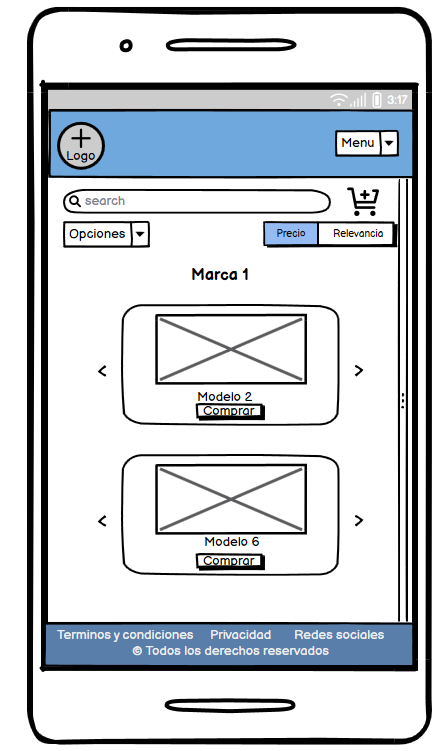 3:17
Logo
Menu
search
Opciones
Precio
Relevancia
Marca 1
Modelo 2
Comprar
Modelo 6
Comprar
Terminos y condiciones Privacidad Redes sociales
© Todos los derechos reservados